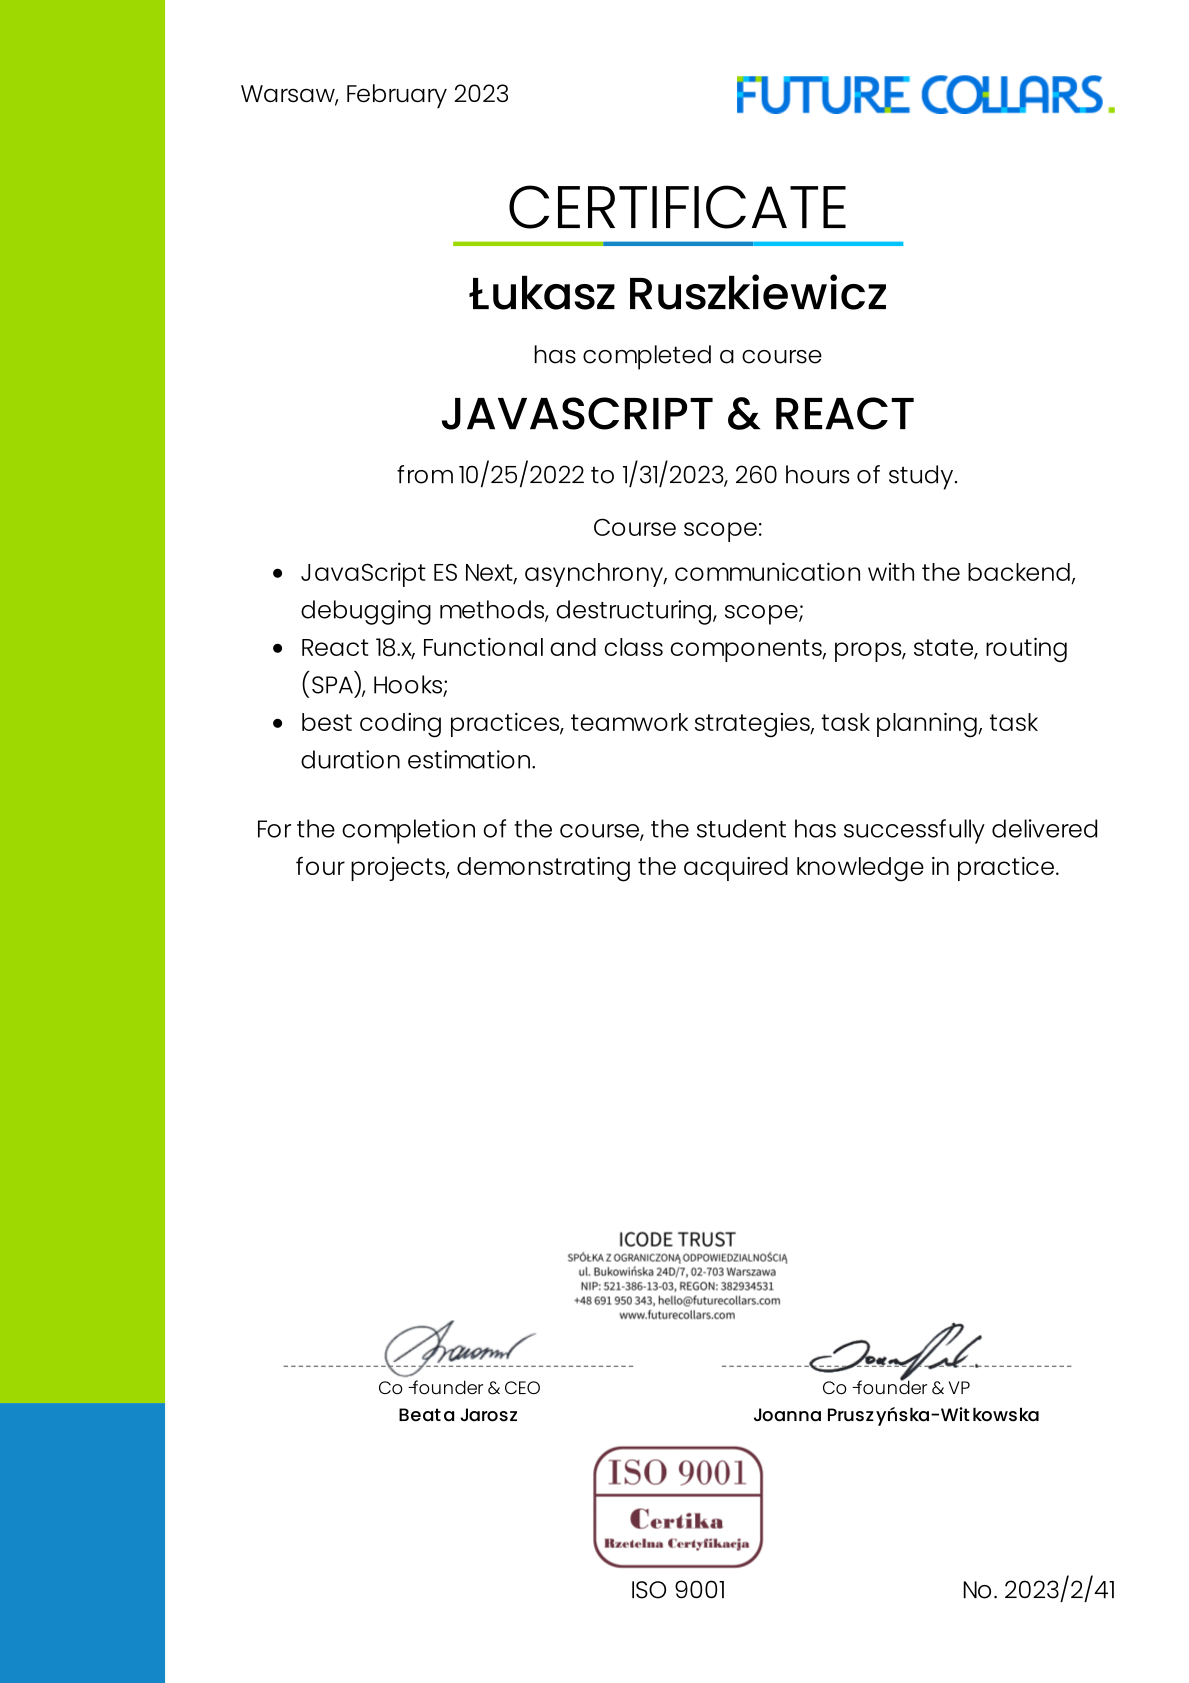 Warsaw, February 2023
FUTURE COLLARS.
CERTIFICATE
Łukasz Ruszkiewicz
has completed a course
JAVASCRIPT & REACT
from 10/25/2022 to 1/31/2023, 260 hours of study.
Course scope:
• JavaScript ES Next, asynchrony, communication with the backend,
debugging methods, destructuring, scope;
• React 18.x, Functional and class components, props, state, routing
(SPA), Hooks;
• best coding practices, teamwork strategies, task planning, task
duration estimation.
For the completion of the course, the student has successfully delivered
four projects, demonstrating the acquired knowledge in practice.
ICODE TRUST
SPÓŁKA Z OGRANICZONĄ ODPOWIEDZIALNOŚCIĄ
ul. Bukowińska 24D/7, 02-703 Warszawa
NIP: 521-386-13-03, REGON: 382934531
+48 691 950 343, hello@futurecollars.com
www.futurecollars.com
Co-founder & CEO
Beata Jarosz
Co-founder & VP
Joanna Pruszyńska-Witkowska
ISO 9001
Certika
Rzetelna Certyfikacja
ISO 9001
No. 2023/2/41